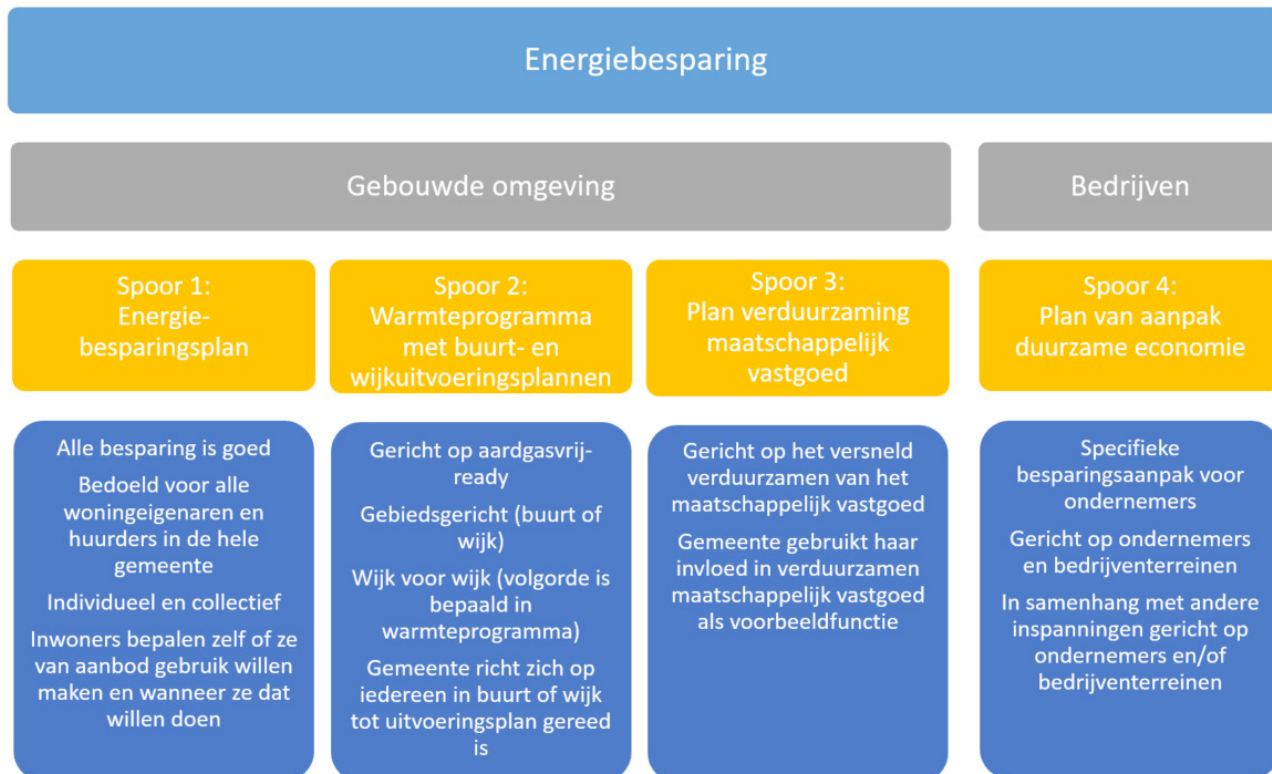 Energiebesparing
Gebouwde omgeving
Bedrijven
Spoor 1:
Energie-
besparingsplan
Spoor 2:
Warmteprogramma
met buurt- en
wijkuitvoeringsplannen
Spoor 3:
Plan verduurzaming
maatschappelijk
vastgoed
Spoor 4:
Plan van aanpak
duurzame economie
Alle besparing is goed
Bedoeld voor alle
woningeigenaren en
huurders in de hele
gemeente
Individueel en collectief
Inwoners bepalen zelf of ze
van aanbod gebruik willen
maken en wanneer ze dat
willen doen
Gericht op aardgasvrij-
ready
Gebiedsgericht (buurt of
wijk)
Wijk voor wijk (volgorde is
bepaald in
warmteprogramma)
Gemeente richt zich op
iedereen in buurt of wijk
tot uitvoeringsplan gereed
is
Gericht op het versneld
verduurzamen van het
maatschappelijk vastgoed
Gemeente gebruikt haar
invloed in verduurzamen
maatschappelijk vastgoed
als voorbeeldfunctie
Specifieke
besparingsaanpak voor
ondernemers
Gericht op ondernemers
en bedrijventerreinen
In samenhang met andere
inspanningen gericht op
ondernemers en/of
bedrijventerreinen